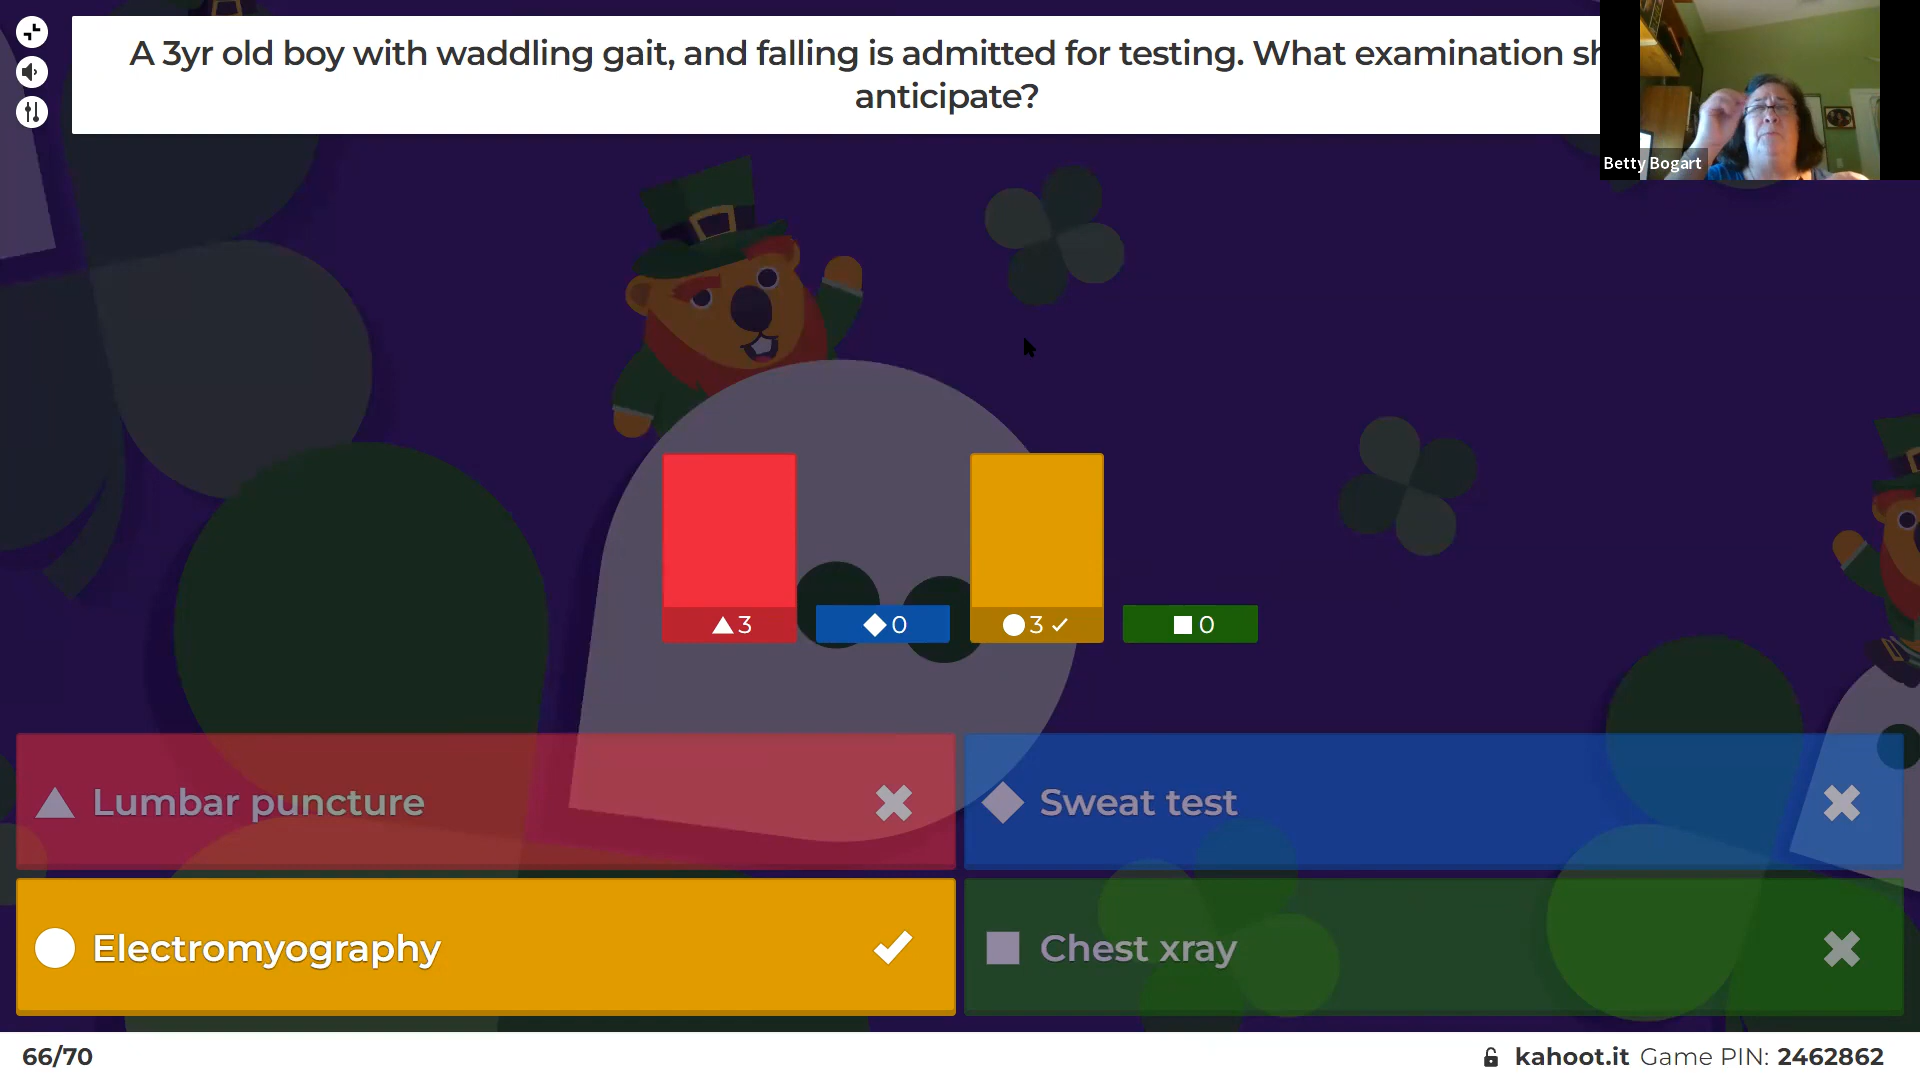 A 3yr old boy with waddling gait, and falling is admitted for testing. What examination
anticipate?
Betty Bogart
3
0
3
0
Lumbar puncture
Sweat test
Electromyography
Chest xray
66/70
kahoot.it Game PIN: 2462862